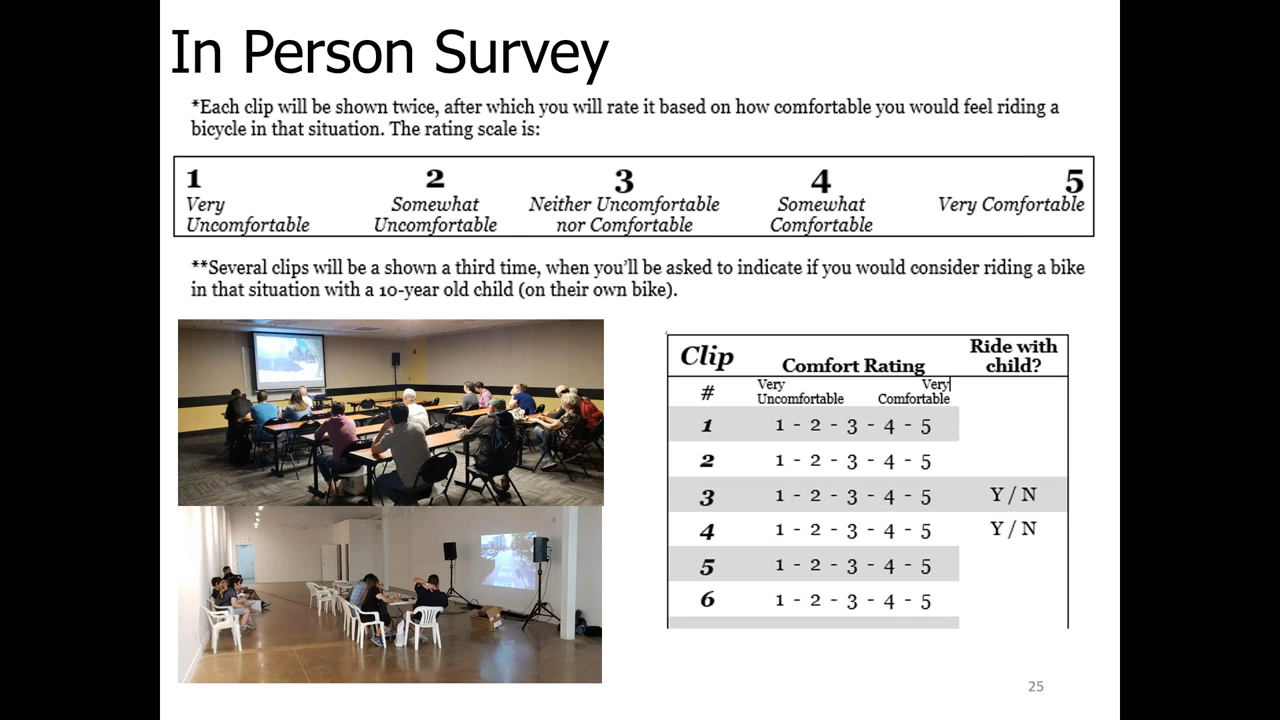 In Person Survey
*Each clip will be shown twice, after which you will rate it based on how comfortable you would feel riding a
bicycle in that situation. The rating scale is:
1 2 3 4 5
Very Somewhat Neither Uncomfortable Somewhat Very Comfortable
Uncomfortable Uncomfortable nor Comfortable Comfortable
**Several clips will be a shown a third time, when you'll be asked to indicate if you would consider riding a bike
in that situation with a 10-year old child (on their own bike).
Clip Comfort Rating Ride with
child?
# Very Very
Uncomfortable Comfortable
1 1 - 2 - 3 - 4 - 5
2 1 - 2 - 3 - 4 - 5
3 1 - 2 - 3 - 4 - 5 Y / N
4 1 - 2 - 3 - 4 - 5 Y / N
5 1 - 2 - 3 - 4 - 5
6 1 - 2 - 3 - 4 - 5
25